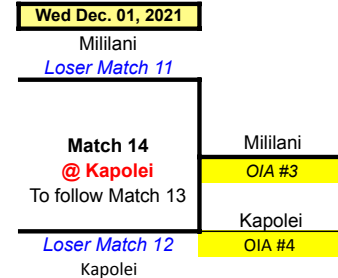 Wed Dec. 01, 2021
Mililani
Loser Match 11
Match 14
@ Kapolei
To follow Match 13
Mililani
OIA #3
Kapolei
OIA #4
Loser Match 12
Kapolei